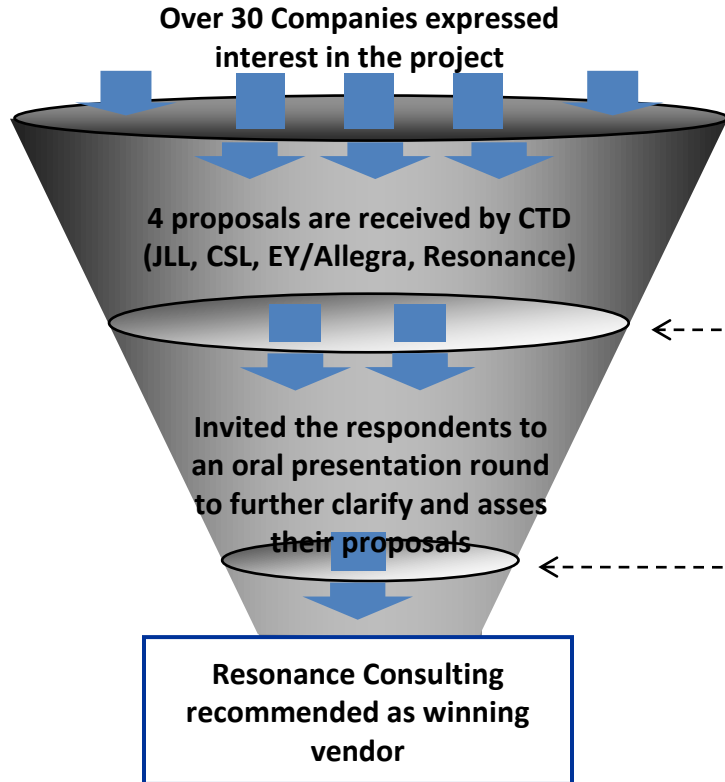 Over 30 Companies expressed
interest in the project
4 proposals are received by CTD
(JLL, CSL, EY/Allegra, Resonance)
Invited the respondents to
an oral presentation round
to further clarify and asses
their proposals
Resonance Consulting
recommended as winning
vendor